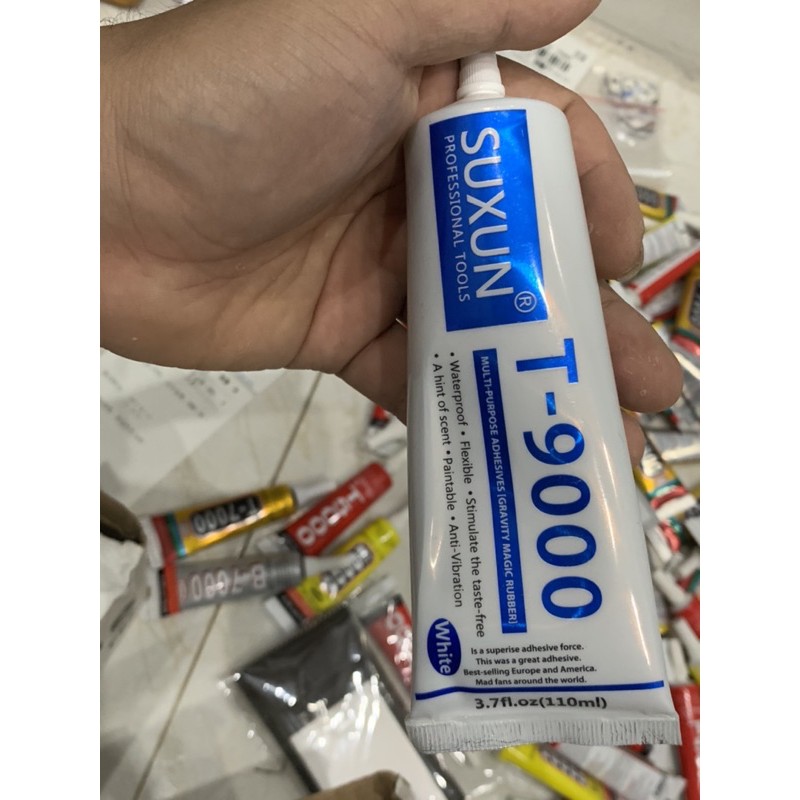 SUXUN®
PROFESSIONAL TOOLS
T-9000
MULTI-PURPOSE ADHESIVES [GRAVITY MAGIC RUBBER]
• Waterproof • Flexible • Stimulate the taste-free
• A hint of scent • Paintable • Anti-Vibration
White
Is a superise adhesive force.
This was a great adhesive.
Best-selling Europe and America.
Mad fans around the world.
3.7fl.oz(110ml)
T-7000
B-7000